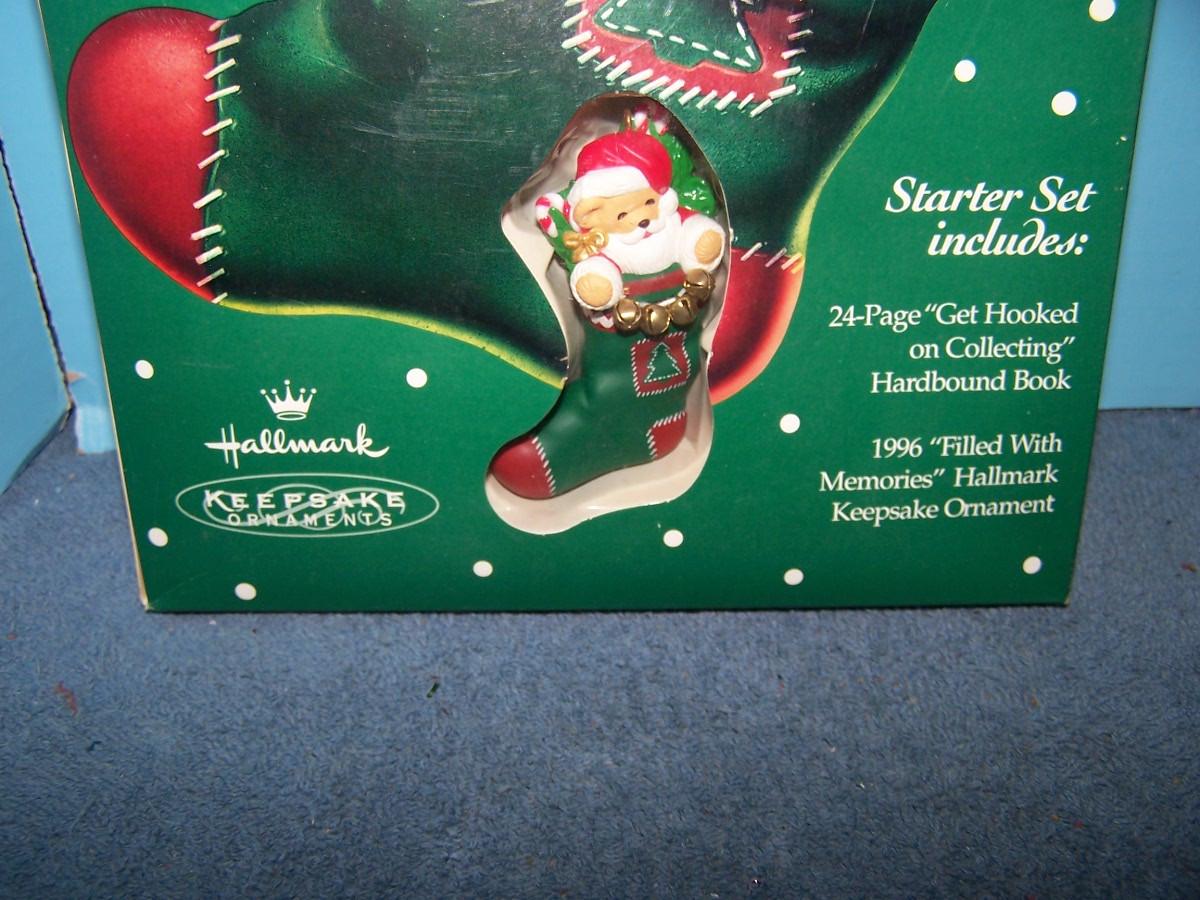 Starter Set
includes:
24-Page “Get Hooked
on Collecting”
Hardbound Book
1996 “Filled With
Memories” Hallmark
Keepsake Ornament
Hallmark
KEEPSAKE
ORNAMENTS